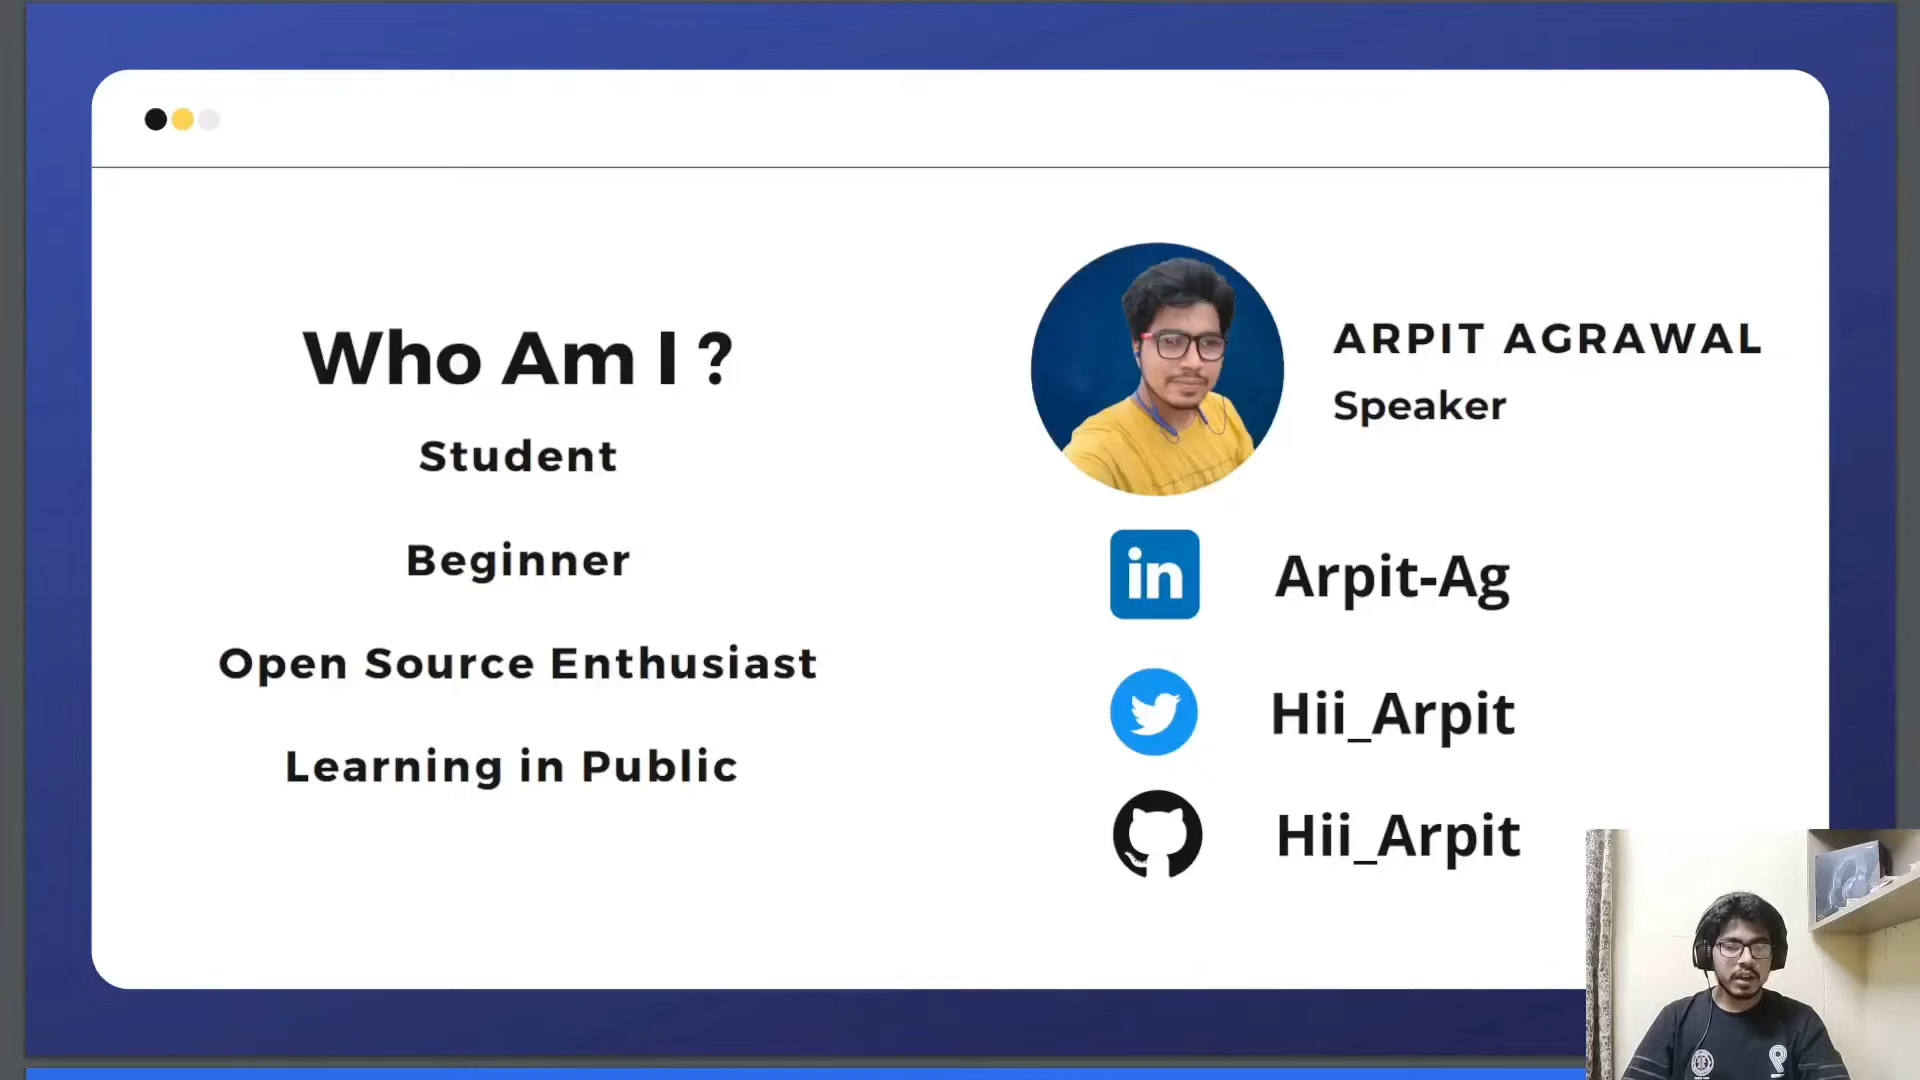 Who Am I ?
Student
Beginner
Open Source Enthusiast
Learning in Public
ARPIT AGRAWAL
Speaker
in
Arpit-Ag
Hii_Arpit
Hii_Arpit